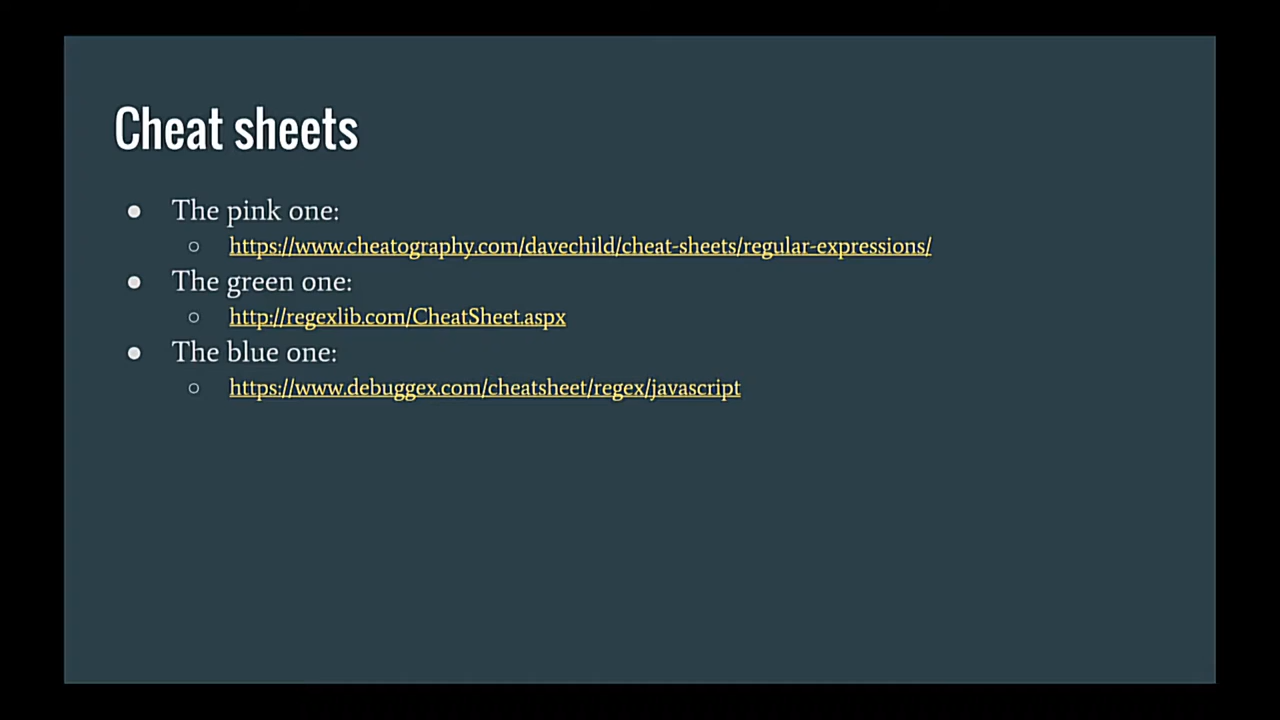 Cheat sheets
● The pink one:
○ https://www.cheatography.com/davechild/cheat-sheets/regular-expressions/
● The green one:
○ http://regexlib.com/CheatSheet.aspx
● The blue one:
○ https://www.debuggex.com/cheatsheet/regex/javascript